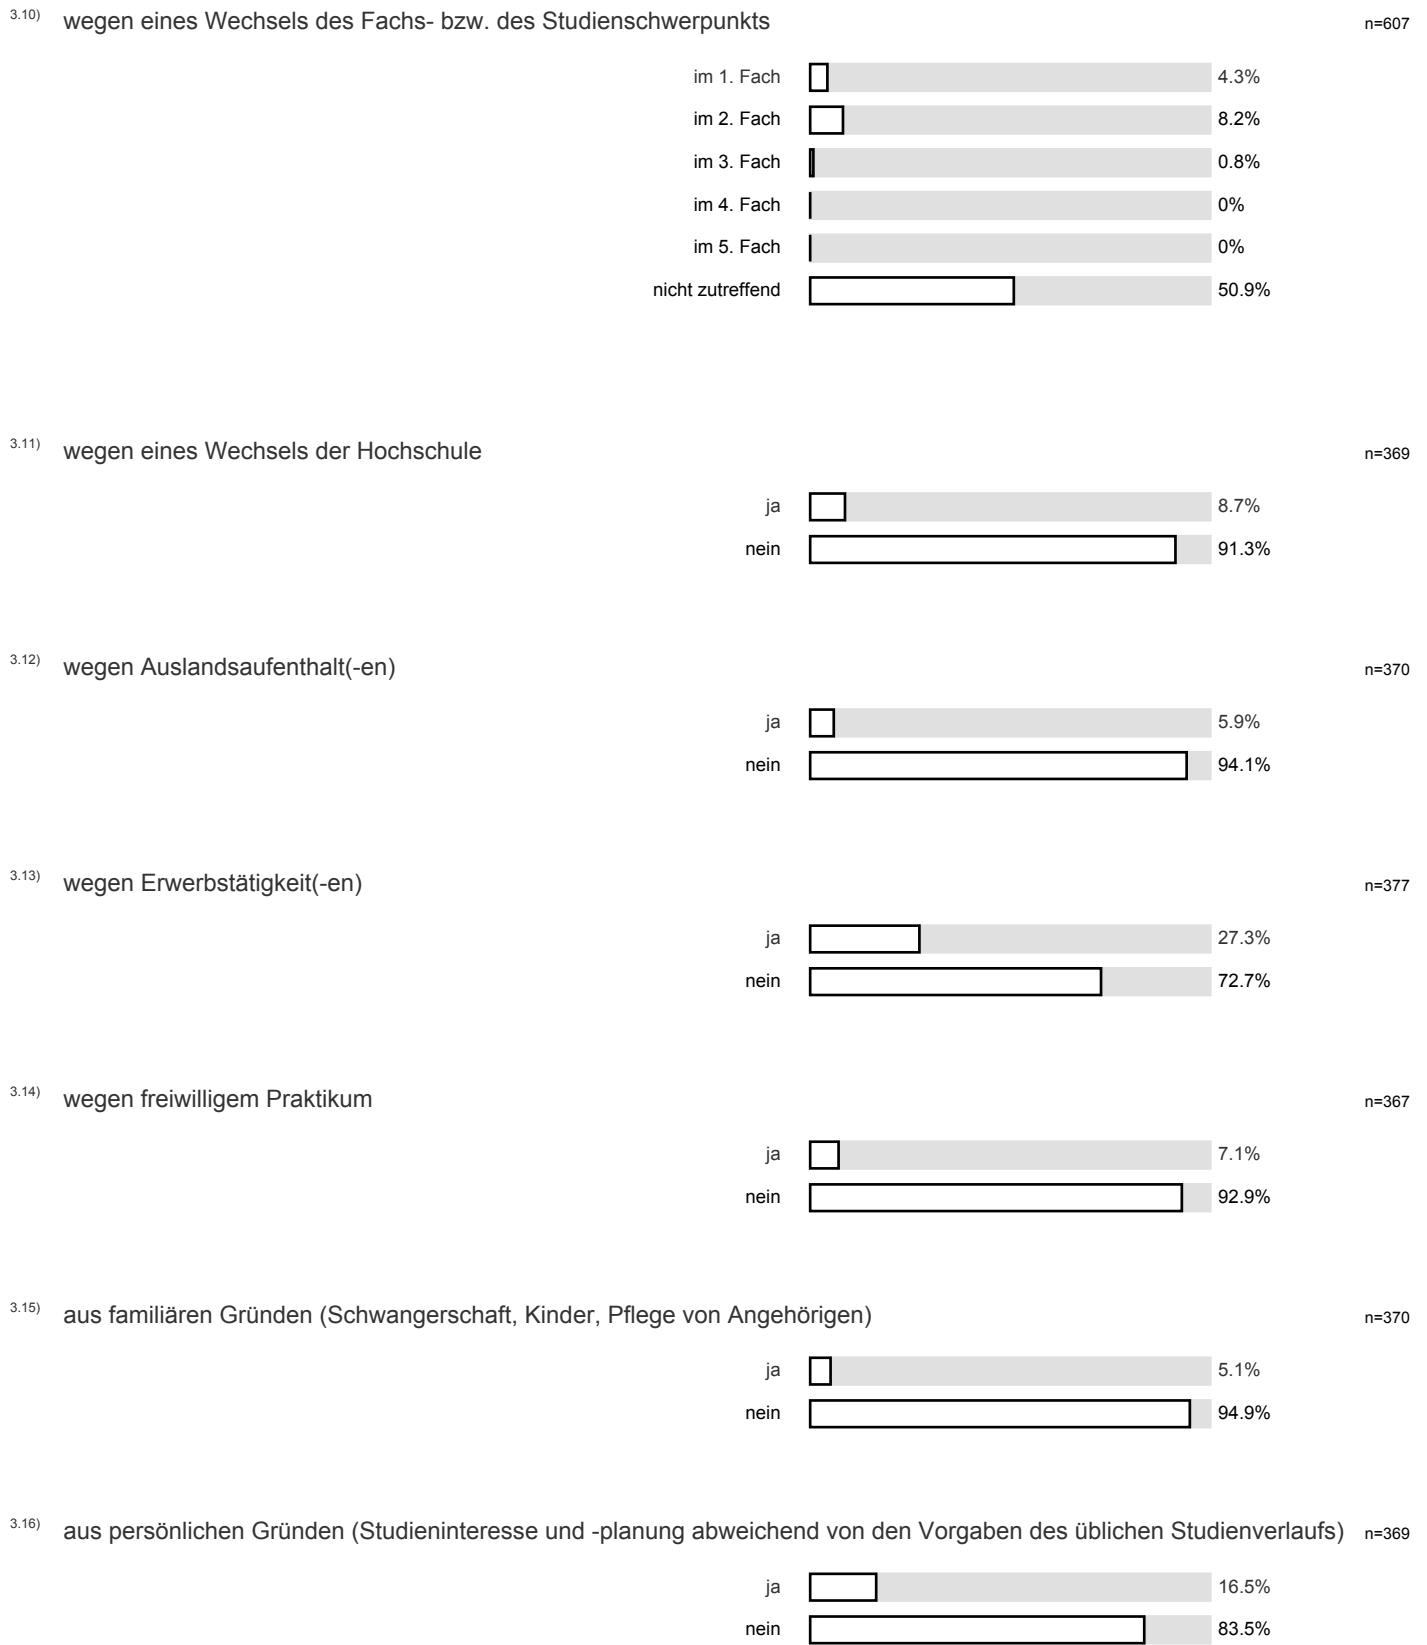 3.10) wegen eines Wechsels des Fachs- bzw. des Studienschwerpunkts n=607
im 1. Fach 4.3%
im 2. Fach 8.2%
im 3. Fach 0.8%
im 4. Fach 0%
im 5. Fach 0%
nicht zutreffend 50.9%
3.11) wegen eines Wechsels der Hochschule n=369
ja 8.7%
nein 91.3%
3.12) wegen Auslandsaufenthalt(-en) n=370
ja 5.9%
nein 94.1%
3.13) wegen Erwerbstätigkeit(-en) n=377
ja 27.3%
nein 72.7%
3.14) wegen freiwilligem Praktikum n=367
ja 7.1%
nein 92.9%
3.15) aus familiären Gründen (Schwangerschaft, Kinder, Pflege von Angehörigen) n=370
ja 5.1%
nein 94.9%
3.16) aus persönlichen Gründen (Studieninteresse und -planung abweichend von den Vorgaben des üblichen Studienverlaufs) n=369
ja 16.5%
nein 83.5%